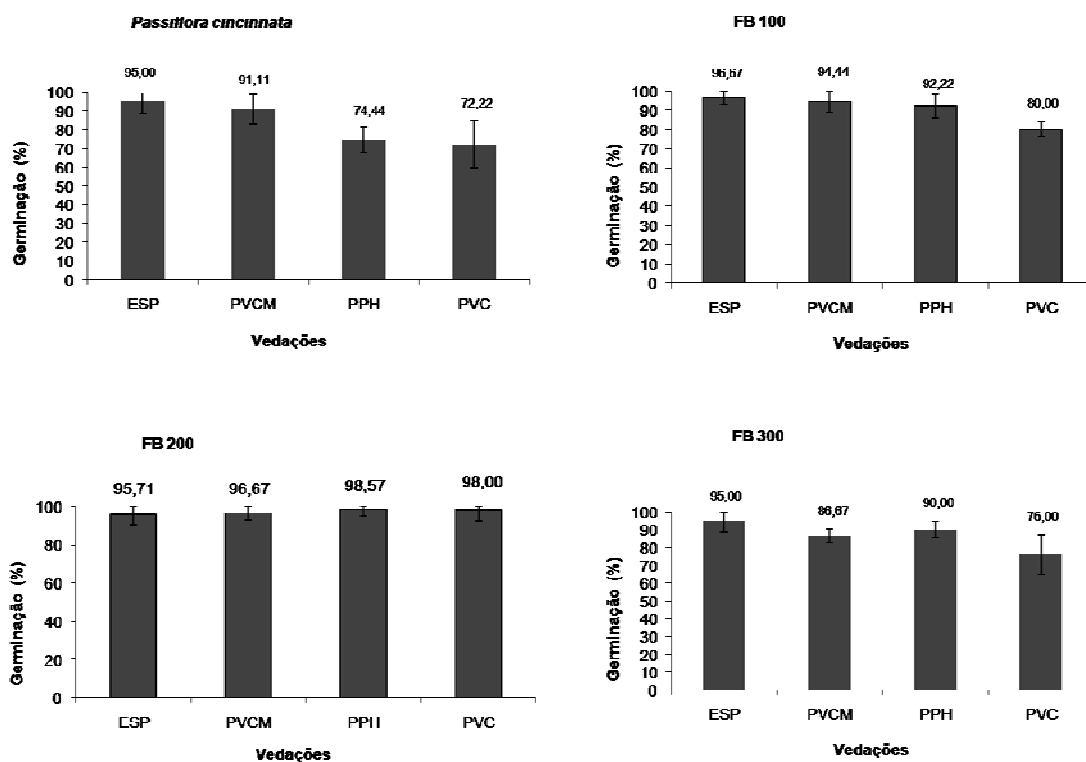 Passiflora cincinnata
95,00 91,11 74,44 72,22
100
90
80
70
60
50
40
30
20
10
0
Germinação (%)
ESP PVCM PPH PVC
Vedações
FB 100
96,67 94,44 92,22 80,00
100
90
80
70
60
50
40
30
20
10
0
Germinação (%)
ESP PVCM PPH PVC
Vedações
FB 200
95,71 96,67 98,57 98,00
100
80
60
40
20
0
Germinação (%)
ESP PVCM PPH PVC
Vedações
FB 300
95,00 86,67 90,00 76,00
100
90
80
70
60
50
40
30
20
10
0
Germinação (%)
ESP PVCM PPH PVC
Vedações